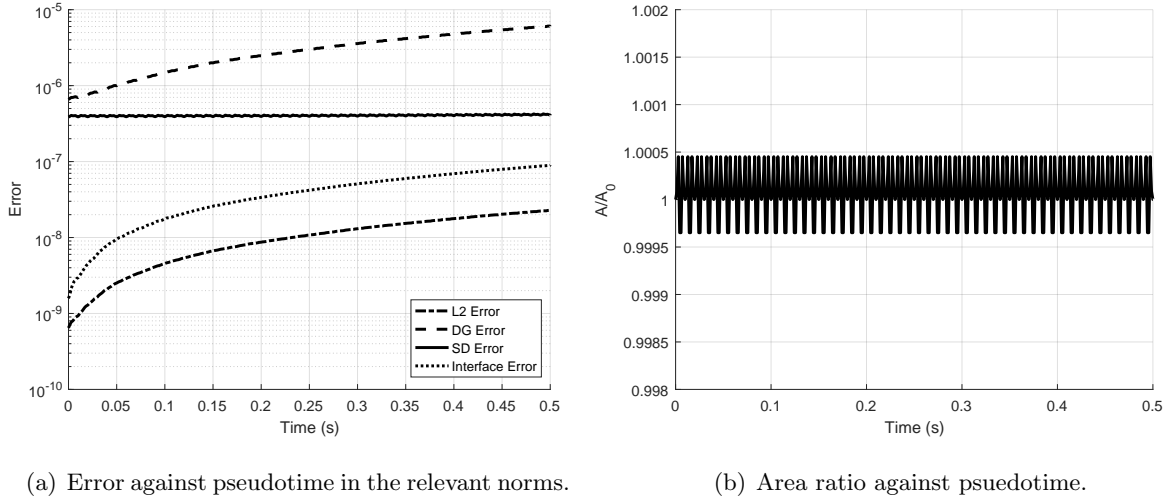 10^-5
10^-6
10^-7
10^-8
10^-9
10^-10
Error
0 0.05 0.1 0.15 0.2 0.25 0.3 0.35 0.4 0.45 0.5
Time (s)
L2 Error
DG Error
SD Error
Interface Error
1.002
1.0015
1.001
1.0005
1
0.9995
0.999
0.9985
0.998
A/A_0
0 0.1 0.2 0.3 0.4 0.5
Time (s)
(a) Error against pseudotime in the relevant norms.
(b) Area ratio against psuedotime.